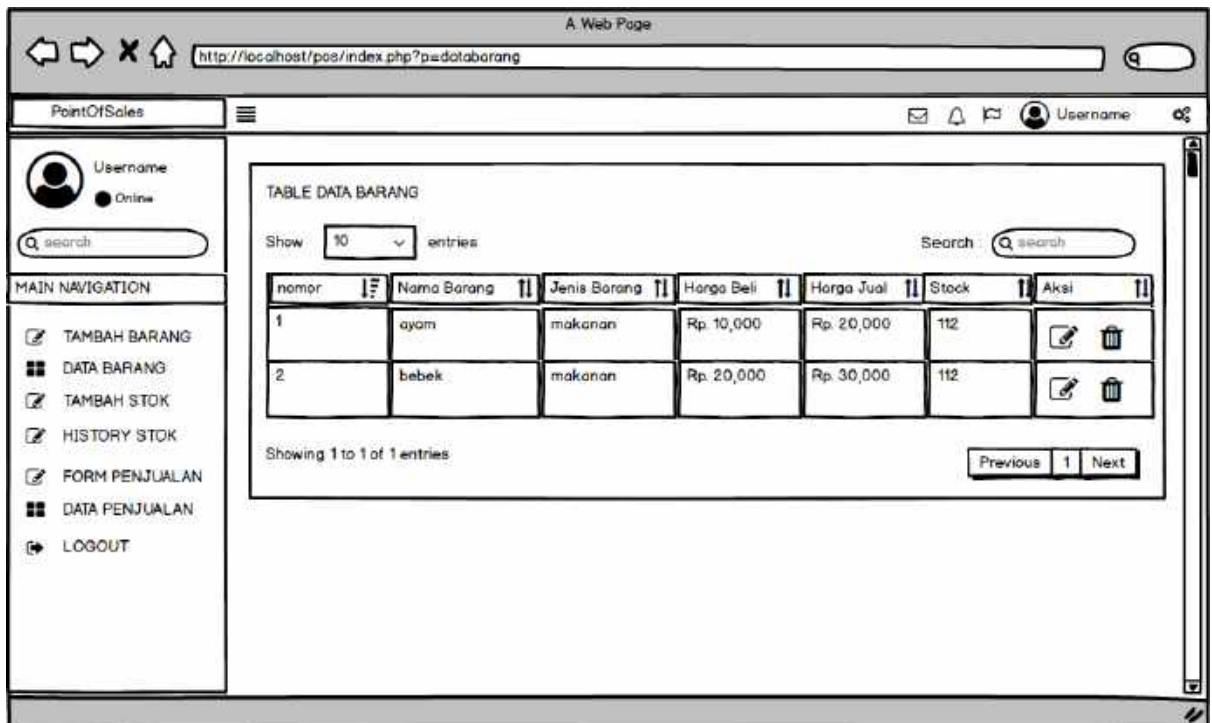 A Web Page
http://localhost/pos/index.php?p=databarang
PointOfSales
Username
Username
Online
search
MAIN NAVIGATION
TAMBAH BARANG
DATA BARANG
TAMBAH STOK
HISTORY STOK
FORM PENJUALAN
DATA PENJUALAN
LOGOUT
TABLE DATA BARANG
Show 10 entries Search : search
nomor Nama Barang Jenis Barang Harga Beli Harga Jual Stock Aksi
1 ayam makanan Rp. 10,000 Rp. 20,000 112
2 bebek makanan Rp. 20,000 Rp. 30,000 112
Showing 1 to 1 of 1 entries
Previous 1 Next